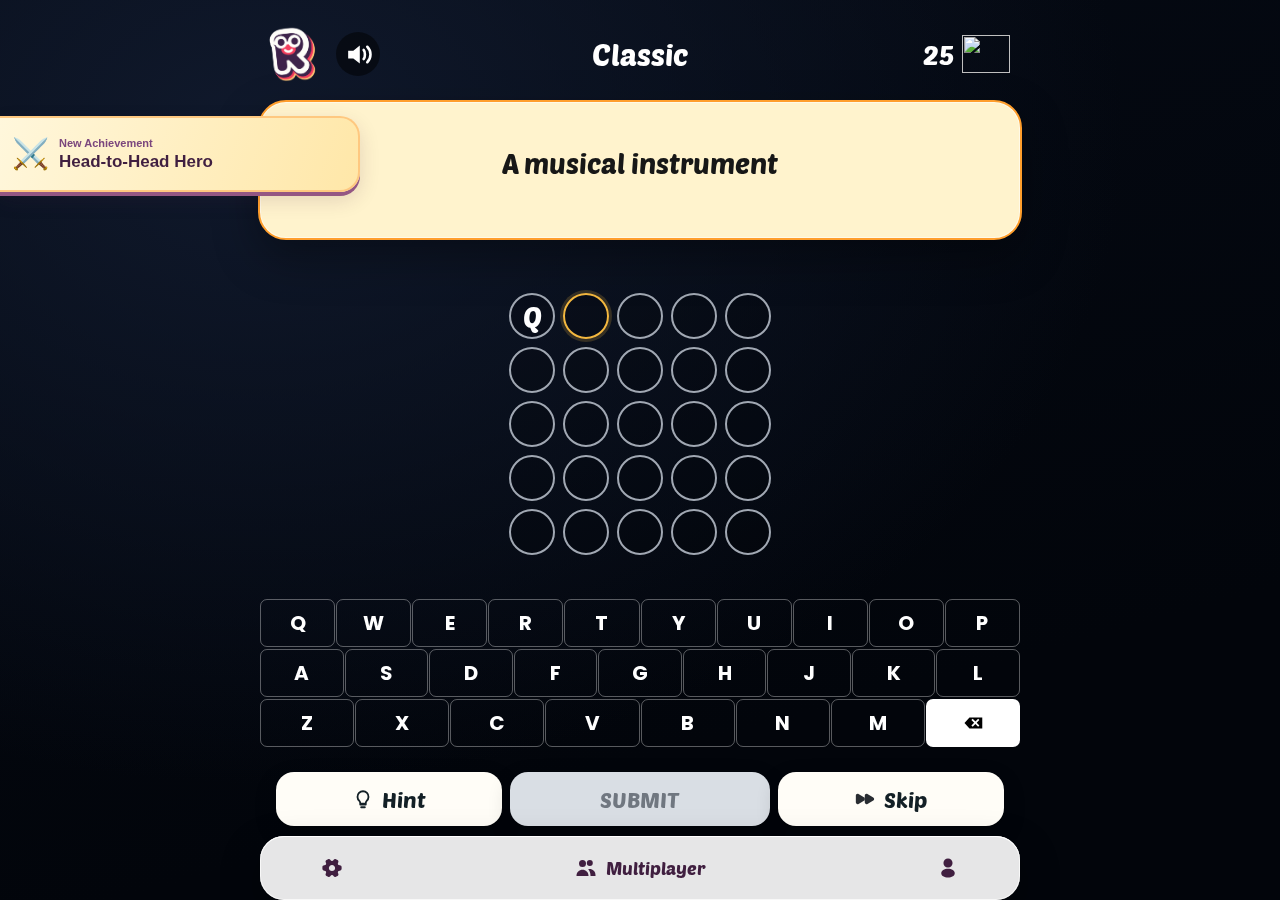 Classic
25
New Achievement
Head-to-Head Hero
A musical instrument
Q
Q W E R T Y U I O P
A S D F G H J K L
Z X C V B N M
Hint
SUBMIT
Skip
Multiplayer